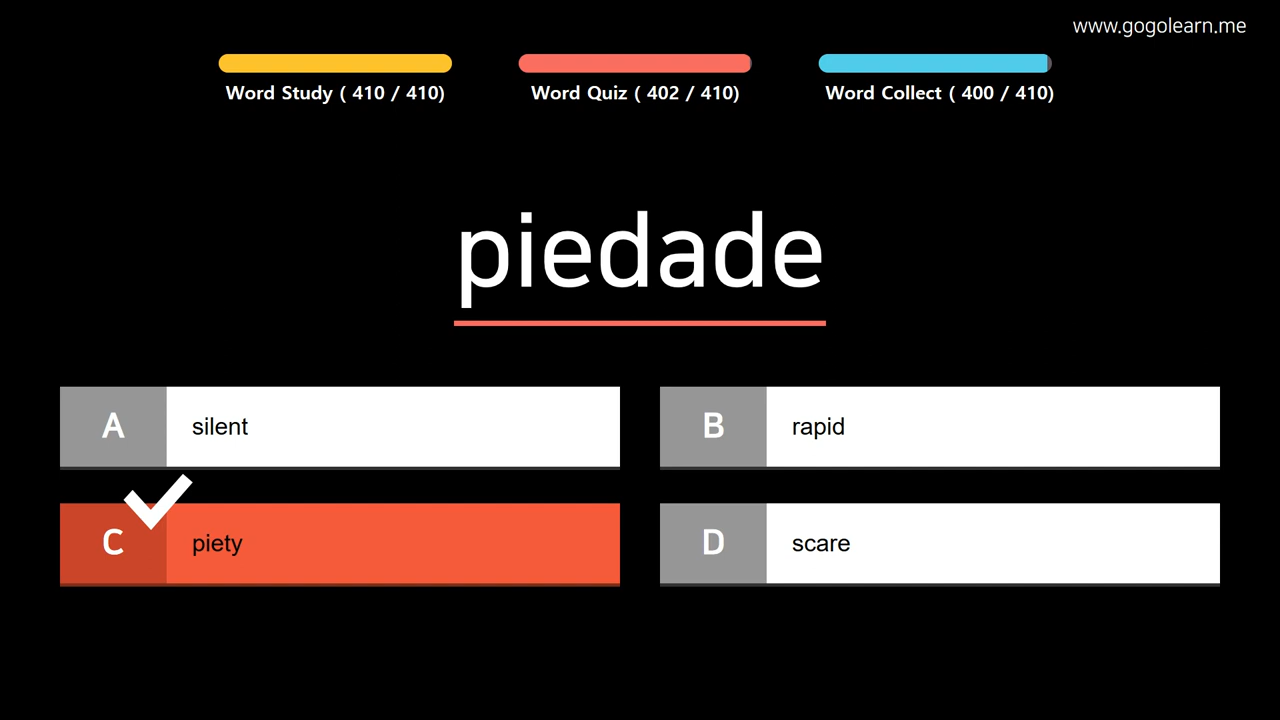 www.gogolearn.me
Word Study ( 410 / 410)
Word Quiz ( 402 / 410)
Word Collect ( 400 / 410)
piedade
A silent
B rapid
C piety
D scare